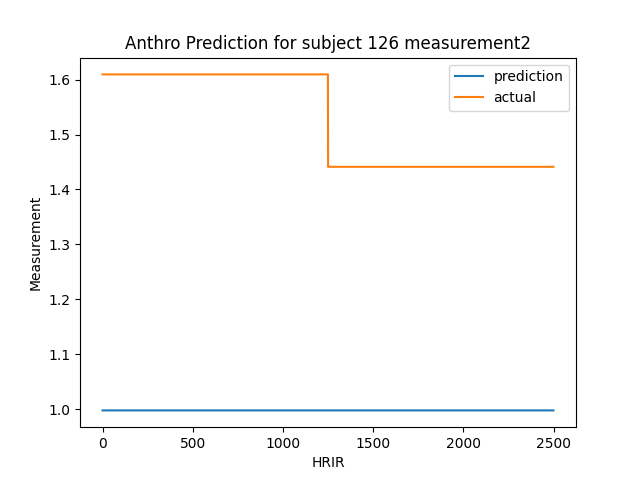 Anthro Prediction for subject 126 measurement2
prediction
actual
Measurement
1.6
1.5
1.4
1.3
1.2
1.1
1.0
0 500 1000 1500 2000 2500
HRIR